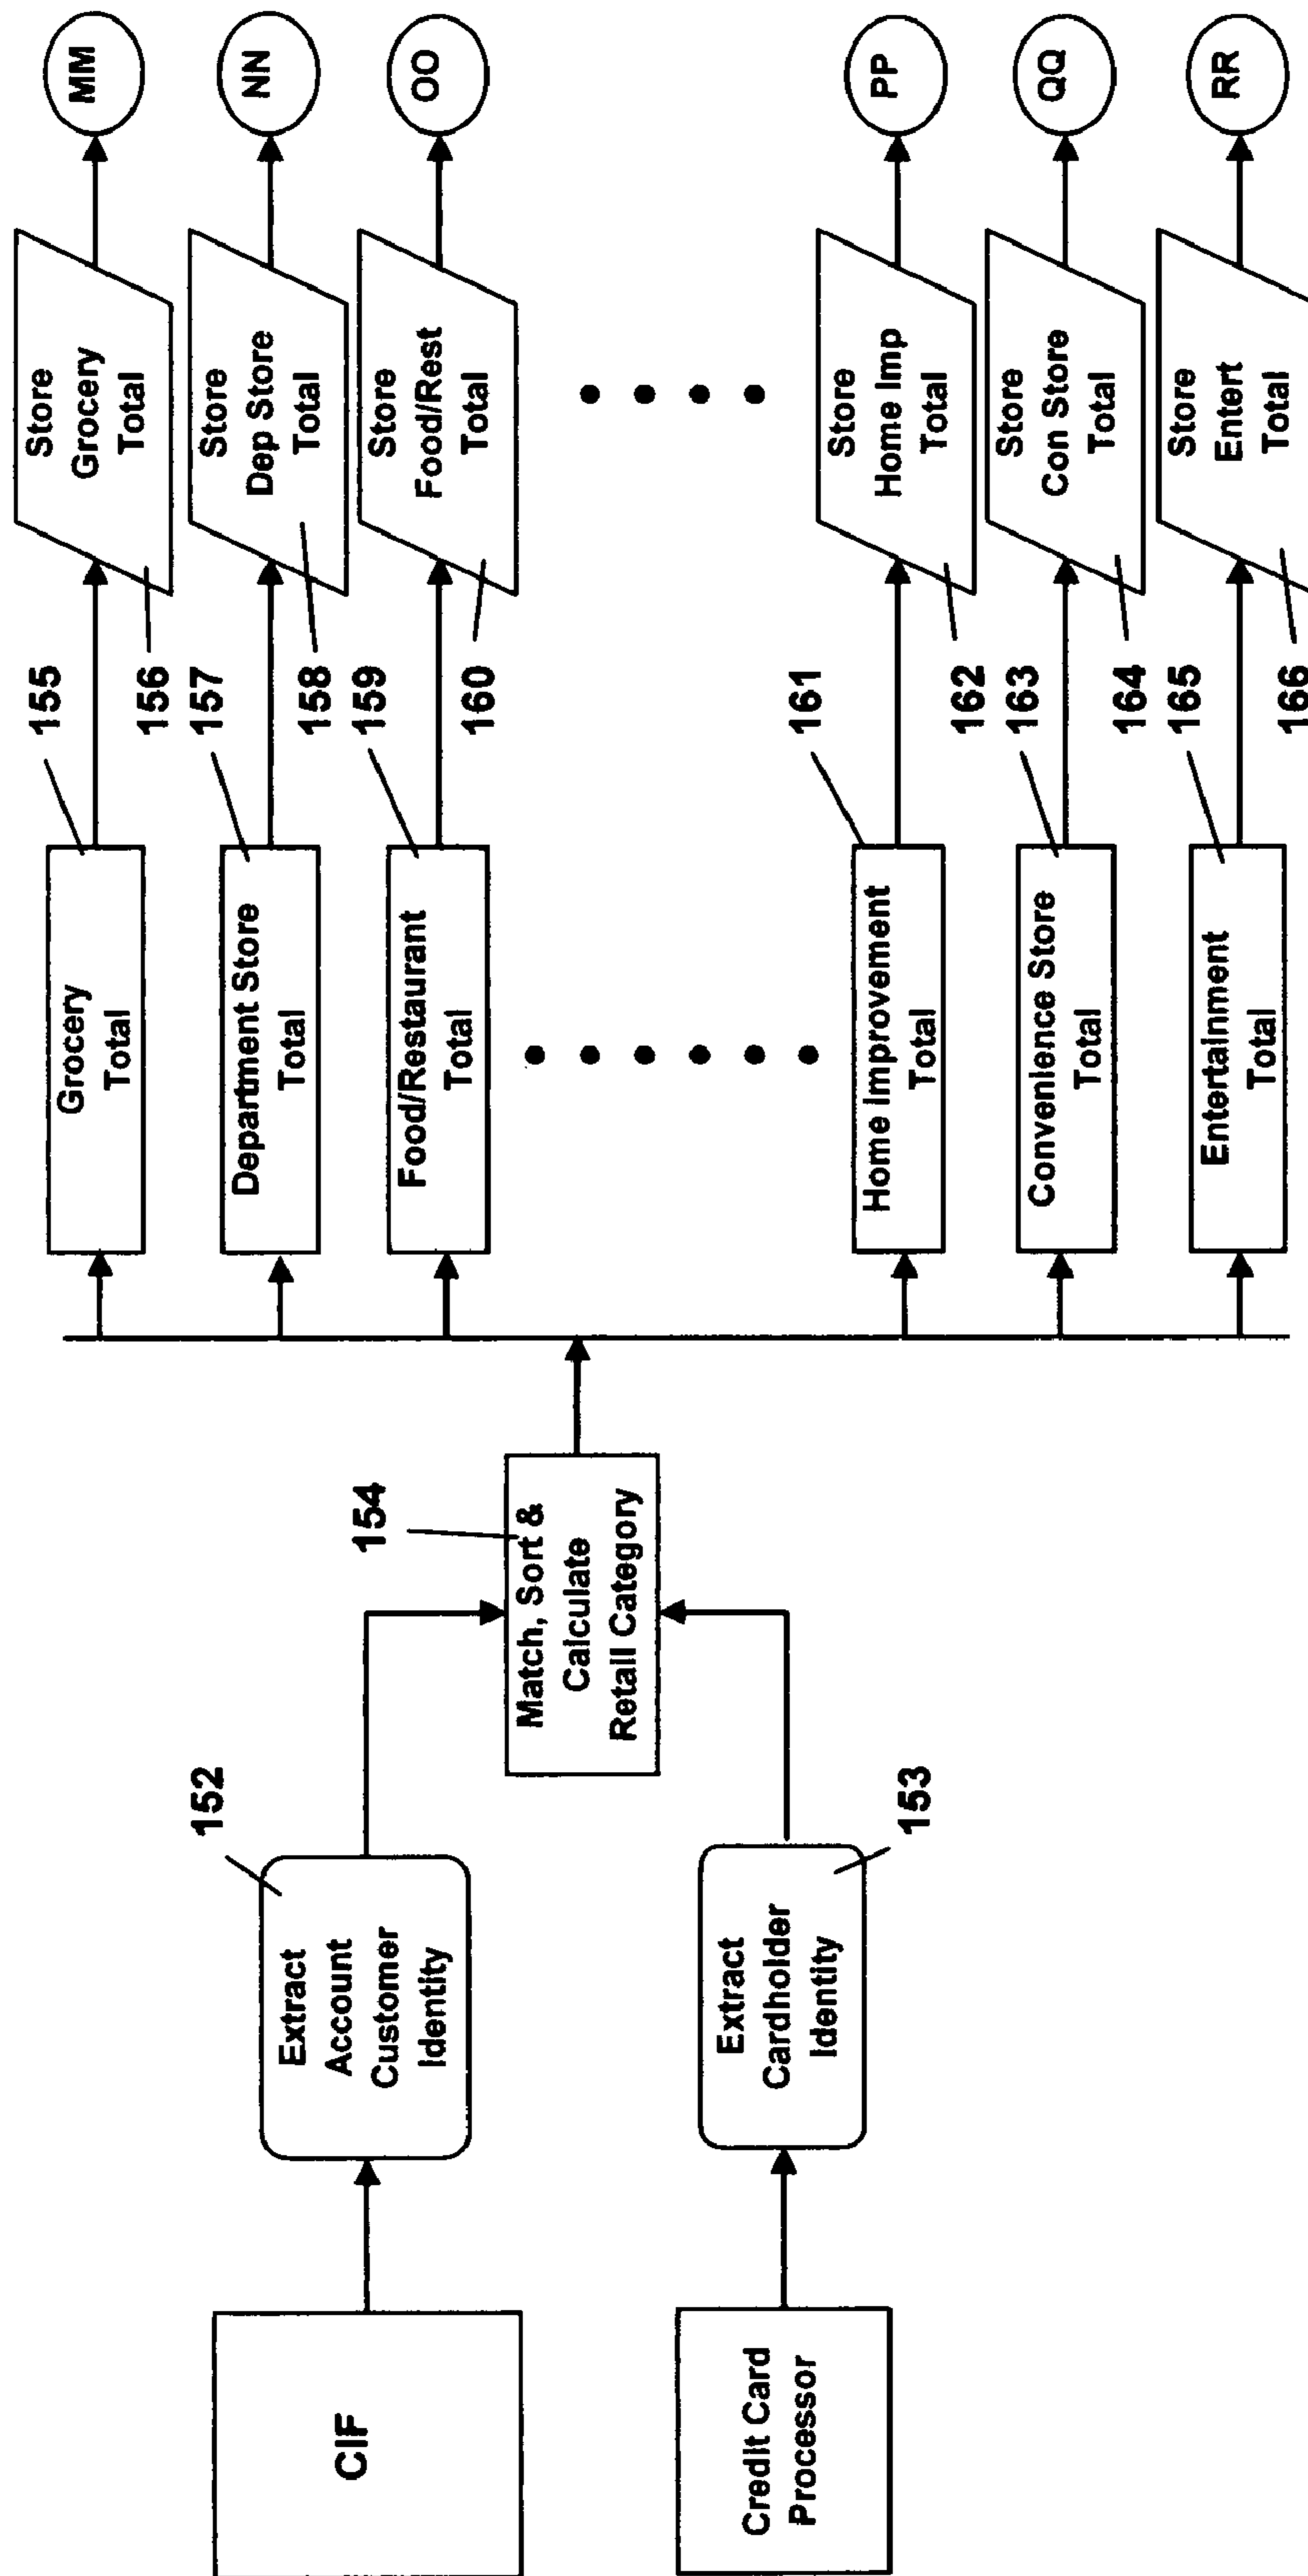 CIF
Credit Card
Processor
152
Extract
Account
Customer
Identity
153
Extract
Cardholder
Identity
154
Match, Sort &
Calculate
Retail Category
155
Grocery
Total
156
Store
Grocery
Total
MM
157
Department Store
Total
158
Store
Dep Store
Total
NN
159
Food/Restaurant
Total
160
Store
Food/Rest
Total
OO
161
Home Improvement
Total
162
Store
Home Imp
Total
PP
163
Convenience Store
Total
164
Store
Con Store
Total
QQ
165
Entertainment
Total
166
Store
Entert
Total
RR